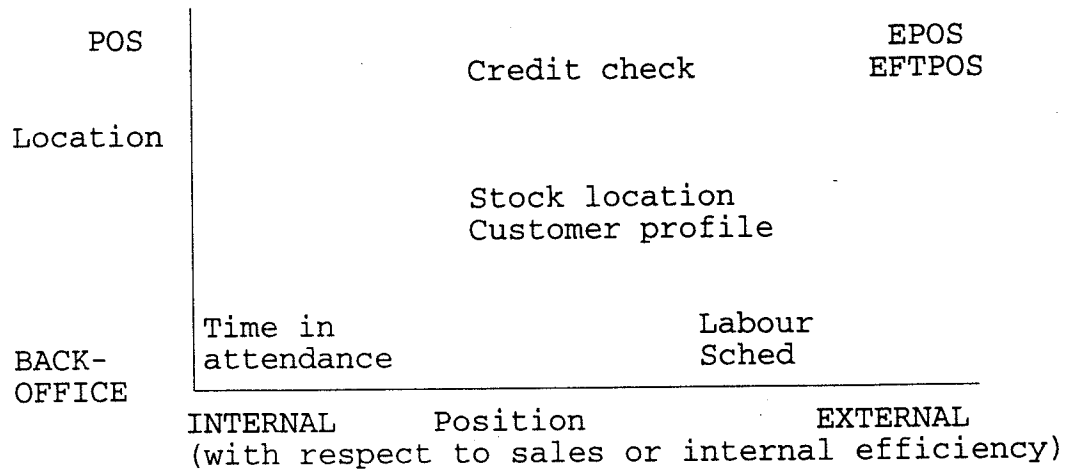 POS
EPOS
Credit check
EFTPOS
Location
Stock location
Customer profile
Time in
attendance
Labour
Sched
BACK-
OFFICE
INTERNAL Position EXTERNAL
(with respect to sales or internal efficiency)